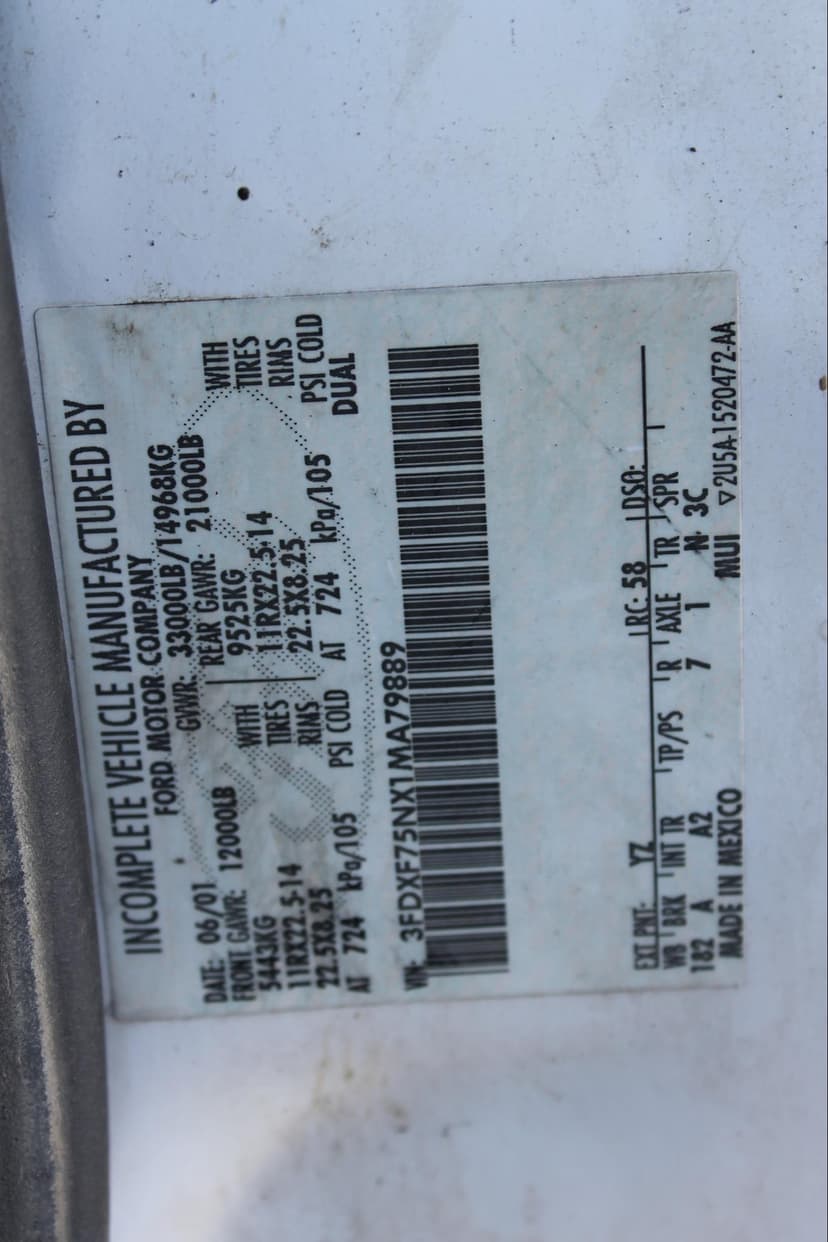 INCOMPLETE VEHICLE MANUFACTURED BY
FORD MOTOR COMPANY
DATE: 06/01 GVWR: 33000LB/14968KG
FRONT GAWR: 12000LB REAR GAWR: 21000LB
5443KG WITH 9525KG WITH
11RX22.5-14 TIRES 11RX22.5-14 TIRES
22.5X8.25 RIMS 22.5X8.25 RIMS
AT 724 kPa/105 PSI COLD AT 724 kPa/105 PSI COLD
DUAL
VIN: 3FDXF75NX1MA79889
EXT PNT: YZ RC: 58 DSO:
WB BRK INT TR TP/PS R AXLE TR SPR
182 A A2 7 1 N 3C
MADE IN MEXICO MUI ▽2U5A-1520472-AA